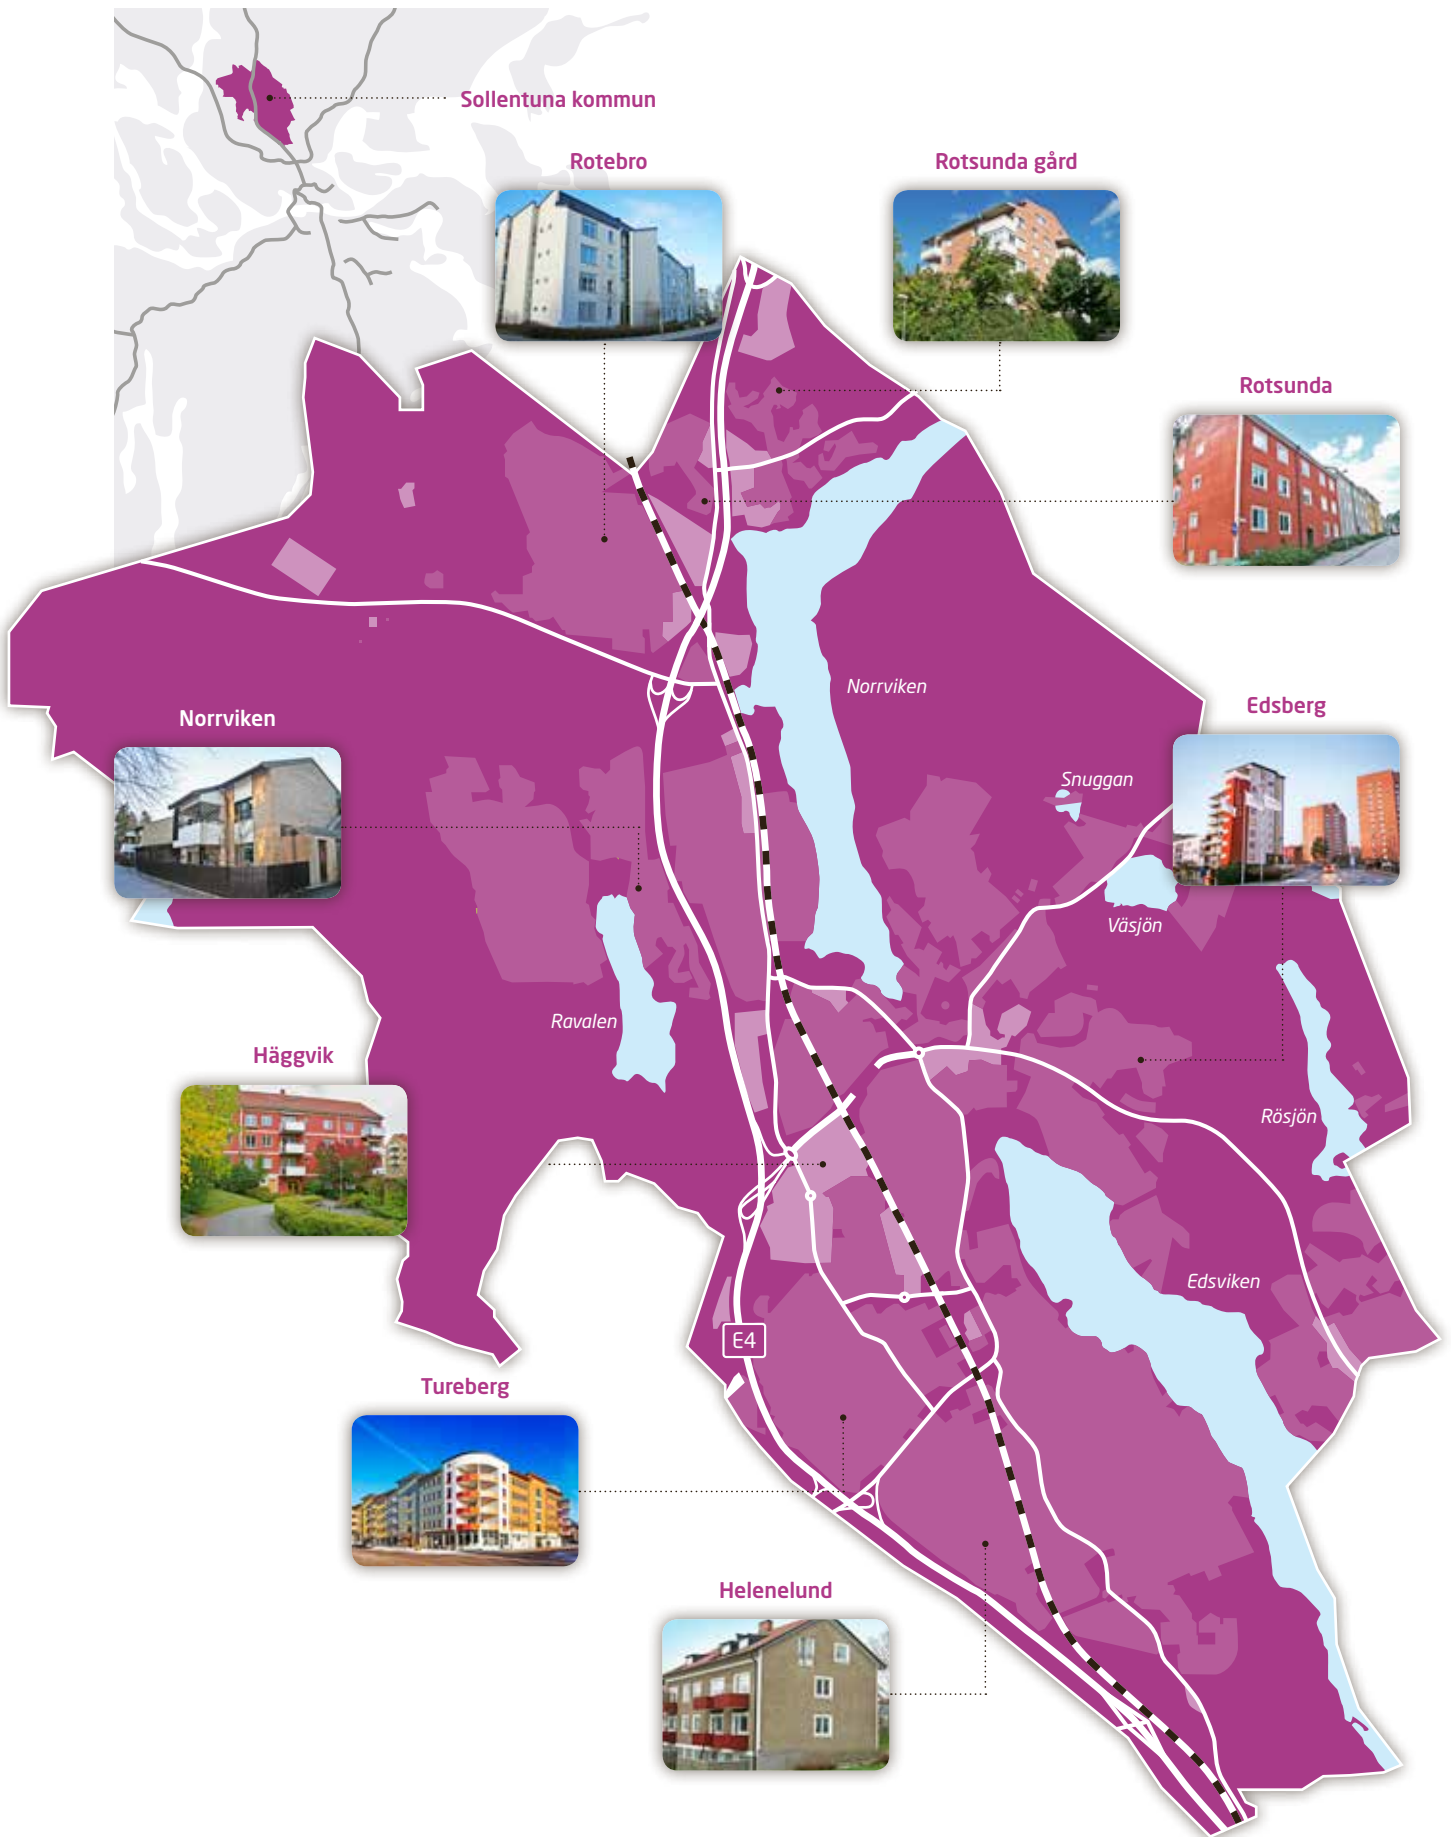 Sollentuna kommun
Rotebro
Rotsunda gård
Rotsunda
Norrviken
Edsberg
Norrviken
Snuggan
Väsjön
Ravalen
Häggvik
Rösjön
Edsviken
E4
Tureberg
Helenelund